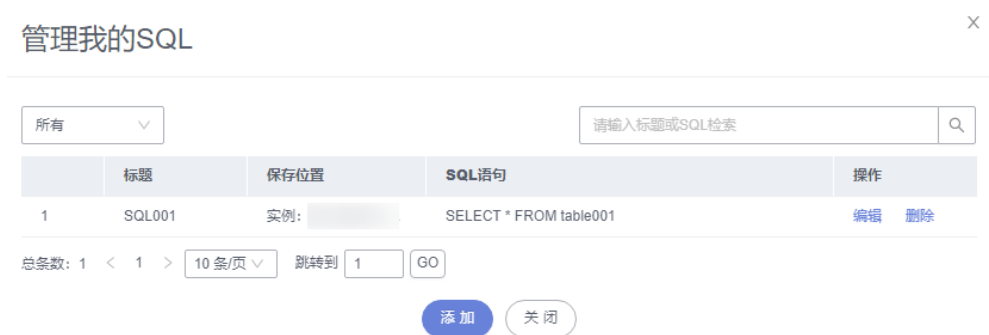 管理我的SQL
所有
请输入标题或SQL检索
标题 保存位置 SQL语句 操作
1 SQL001 实例： SELECT * FROM table001 编辑 删除
总条数：1 < 1 > 10 条/页 跳转到 1 GO
添加 关闭